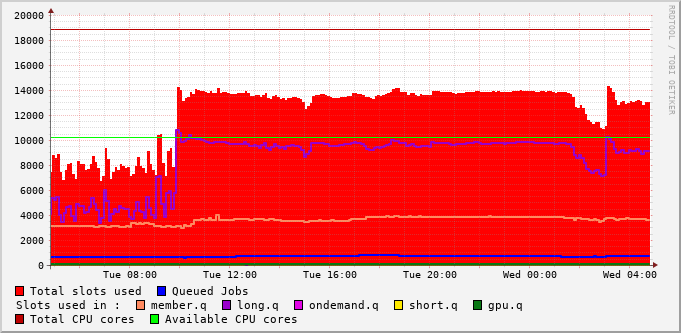 RRDTOOL / TOBI OETIKER
20000
18000
16000
14000
12000
10000
8000
6000
4000
2000
0
Tue 08:00 Tue 12:00 Tue 16:00 Tue 20:00 Wed 00:00 Wed 04:00
Total slots used Queued Jobs
Slots used in : member.q long.q ondemand.q short.q gpu.q
Total CPU cores Available CPU cores